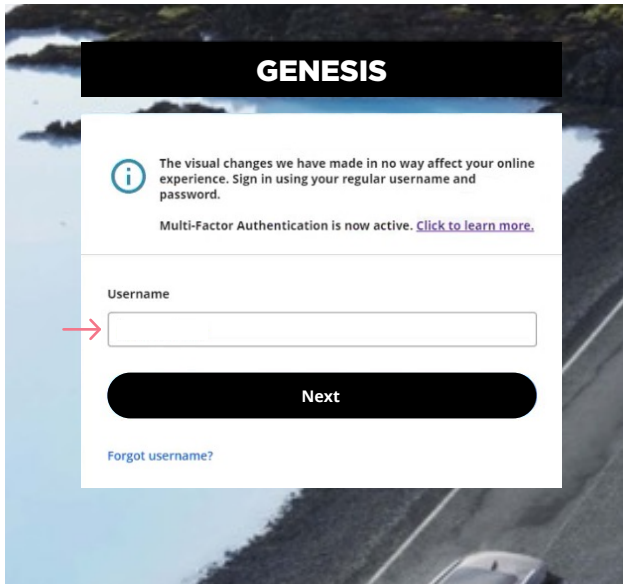 GENESIS
The visual changes we have made in no way affect your online
experience. Sign in using your regular username and
password.
Multi-Factor Authentication is now active. Click to learn more.
Username
Next
Forgot username?